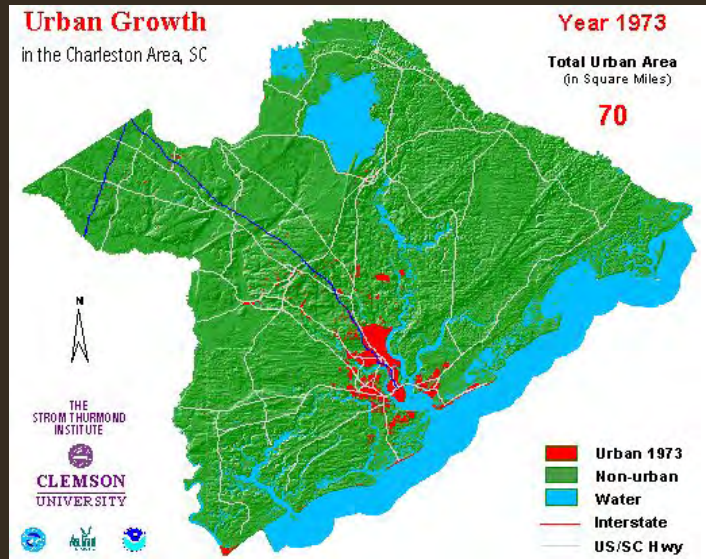 Urban Growth
in the Charleston Area, SC
Year 1973
Total Urban Area
(in Square Miles)
70
N
THE
STROM THURMOND
INSTITUTE
CLEMSON
UNIVERSITY
Urban 1973
Non-urban
Water
Interstate
US/SC Hwy